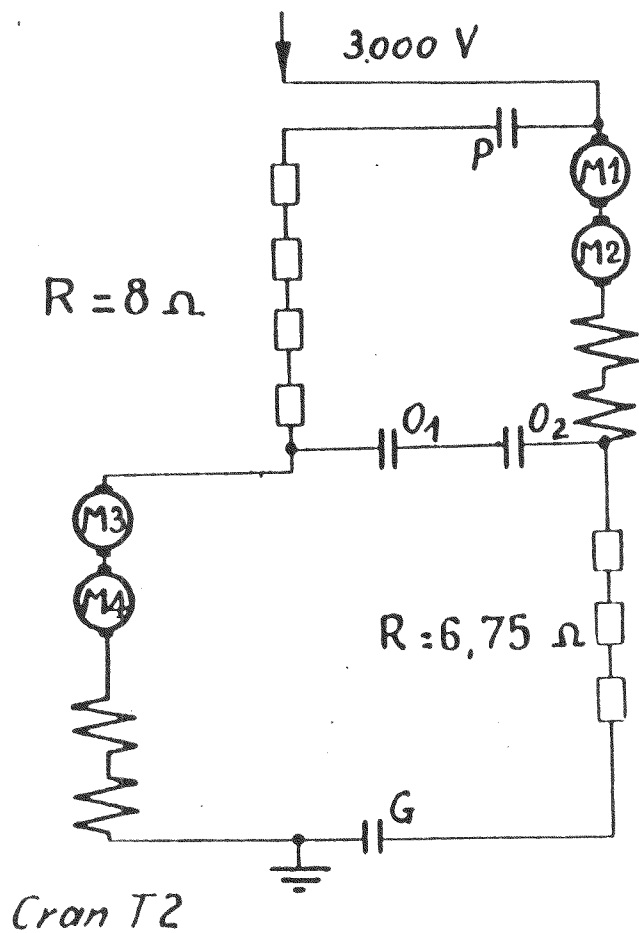 3.000 V
P
M1
M2
R = 8 Ω
O1
O2
M3
M4
R = 6,75 Ω
G
Cran T2